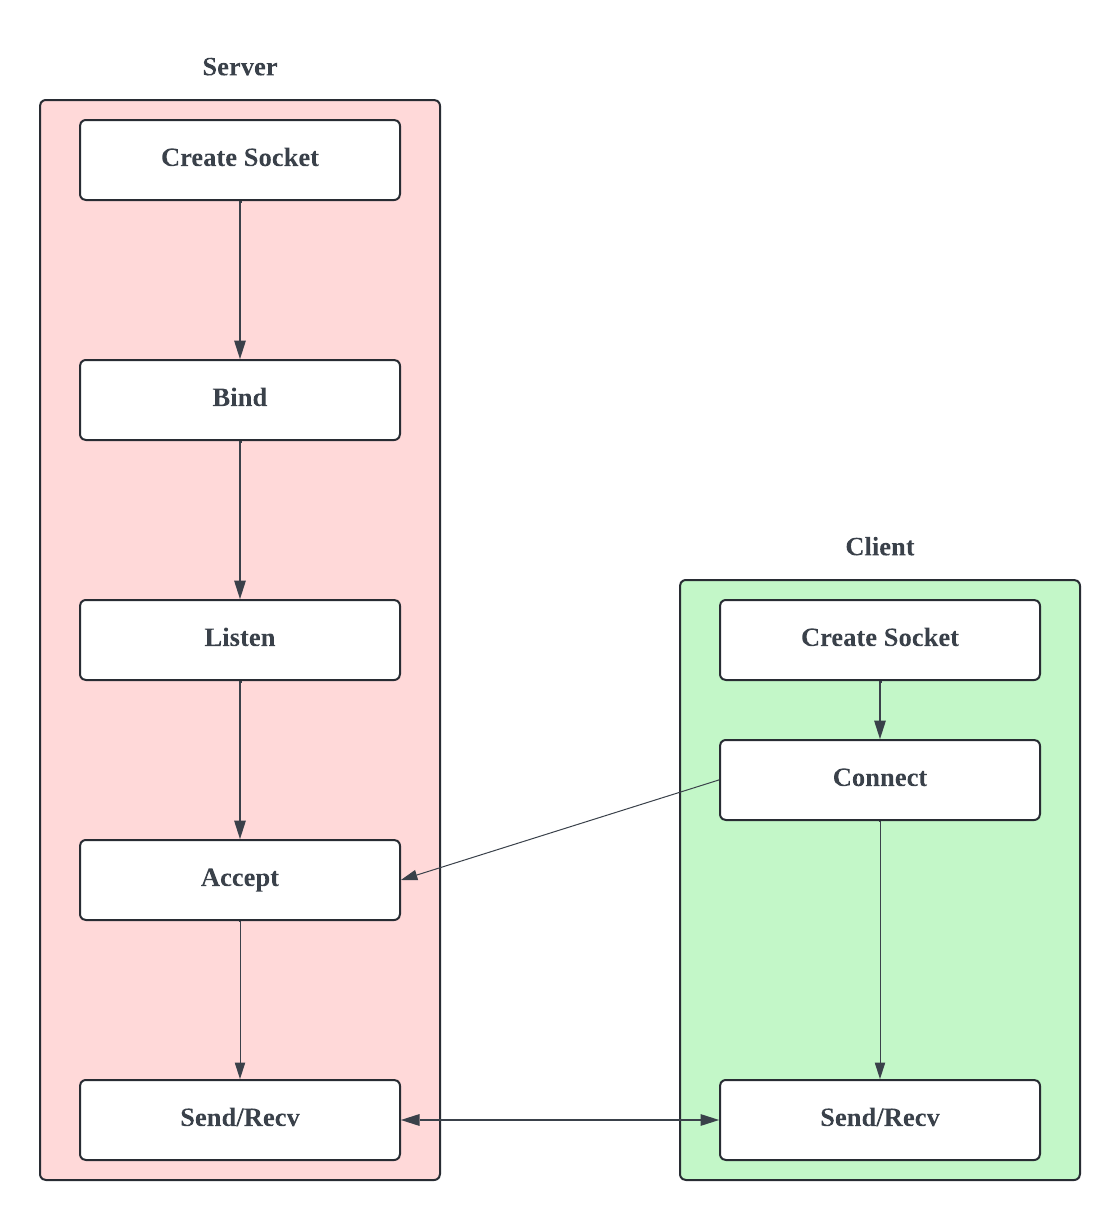 Server
Create Socket
Bind
Listen
Accept
Send/Recv
Client
Create Socket
Connect
Send/Recv